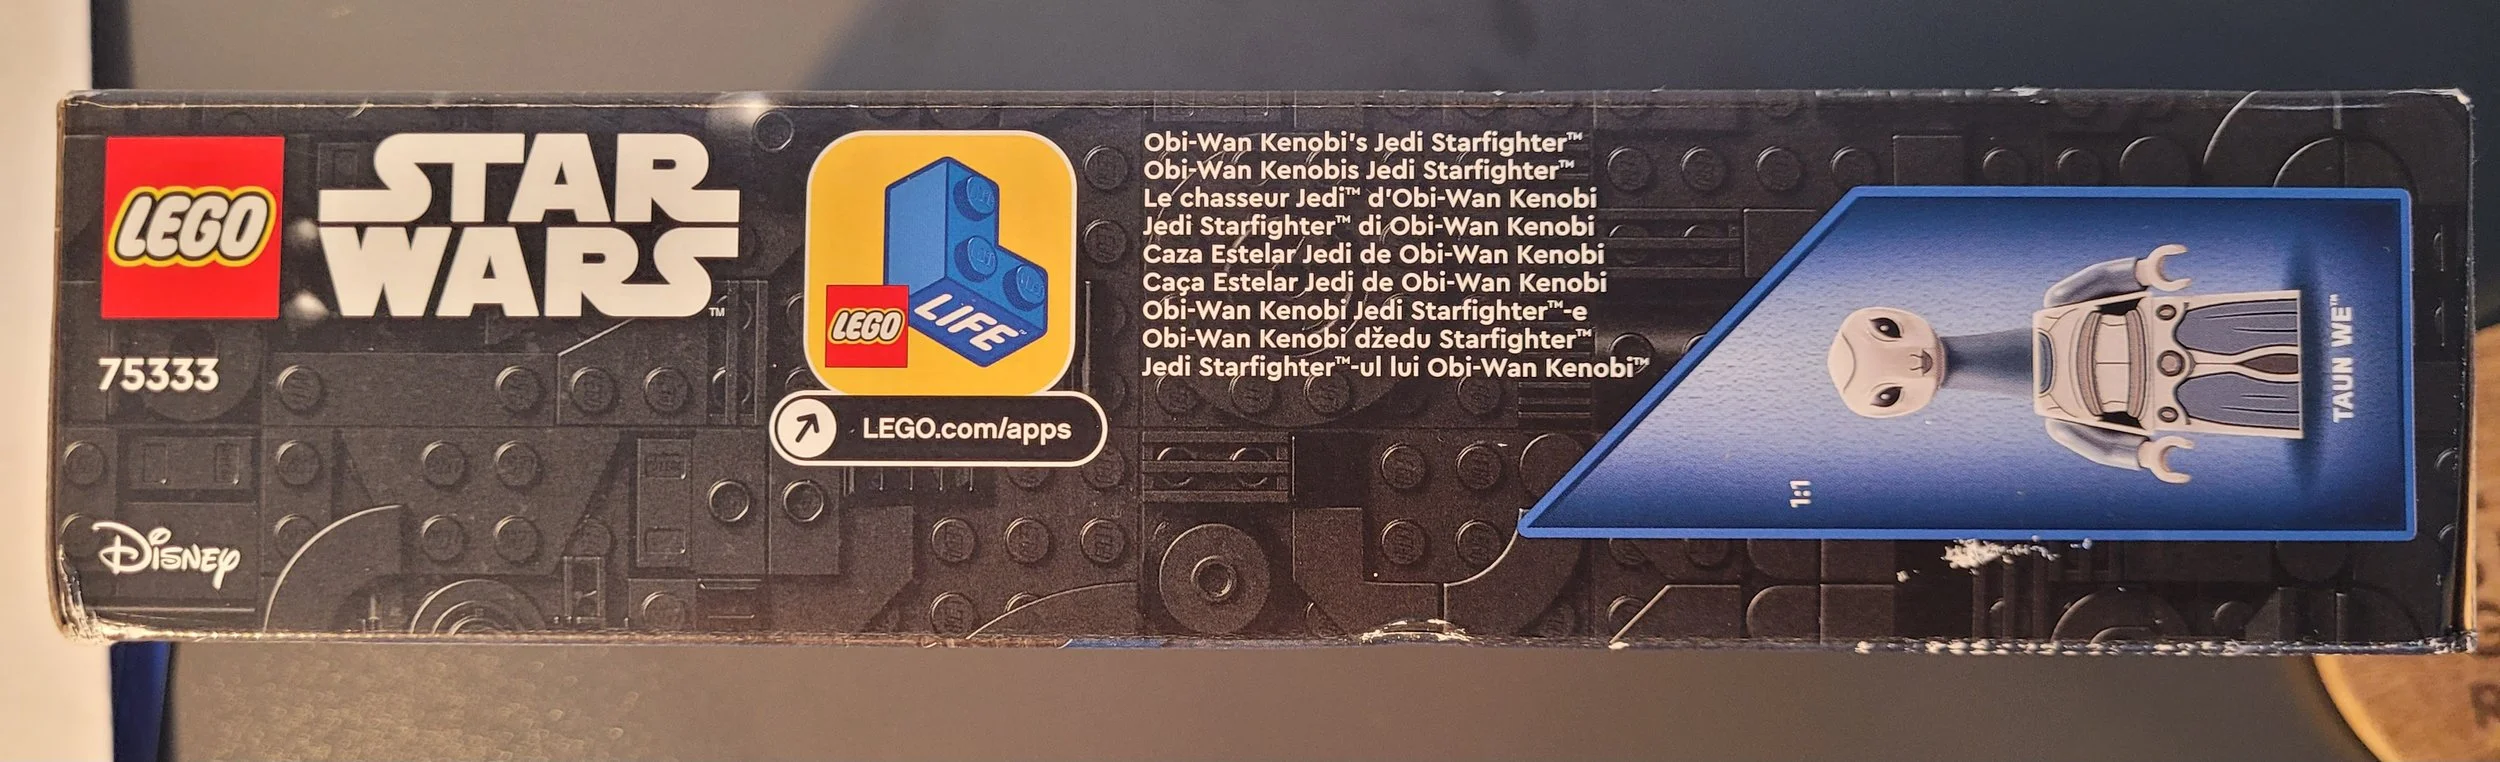 LEGO
STAR
WARS™
75333
Disney
LEGO
LIFE™
LEGO.com/apps
Obi-Wan Kenobi's Jedi Starfighter™
Obi-Wan Kenobis Jedi Starfighter™
Le chasseur Jedi™ d'Obi-Wan Kenobi
Jedi Starfighter™ di Obi-Wan Kenobi
Caza Estelar Jedi de Obi-Wan Kenobi
Caça Estelar Jedi de Obi-Wan Kenobi
Obi-Wan Kenobi Jedi Starfighter™-e
Obi-Wan Kenobi džedu Starfighter™
Jedi Starfighter™-ul lui Obi-Wan Kenobi™
1:1
TAUN WE™